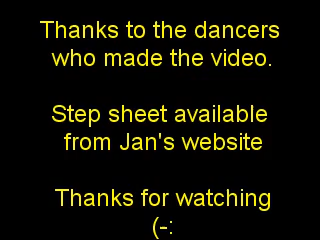 Thanks to the dancers
who made the video.
Step sheet available
from Jan's website
Thanks for watching
(-: